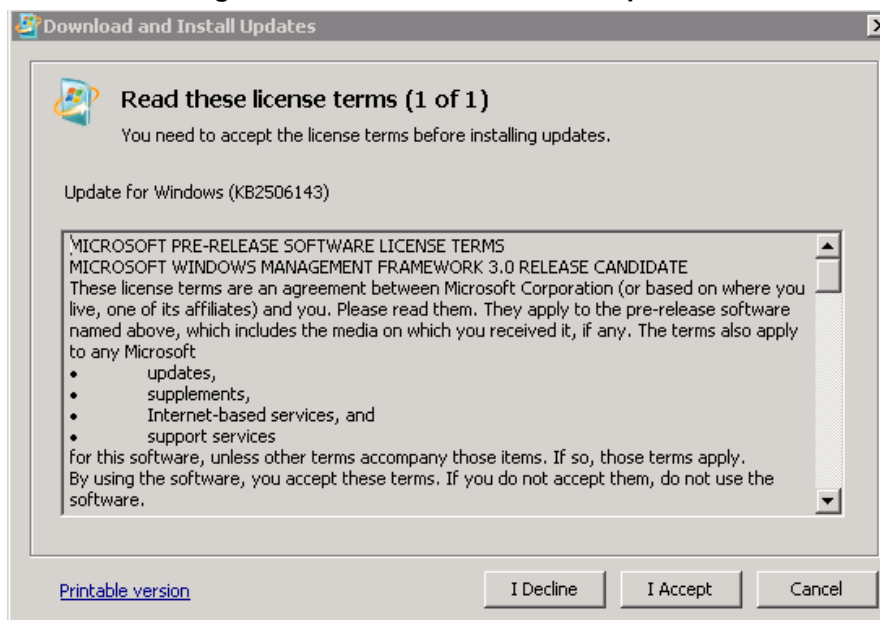 Download and Install Updates
Read these license terms (1 of 1)
You need to accept the license terms before installing updates.
Update for Windows (KB2506143)
MICROSOFT PRE-RELEASE SOFTWARE LICENSE TERMS
MICROSOFT WINDOWS MANAGEMENT FRAMEWORK 3.0 RELEASE CANDIDATE
These license terms are an agreement between Microsoft Corporation (or based on where you
live, one of its affiliates) and you. Please read them. They apply to the pre-release software
named above, which includes the media on which you received it, if any. The terms also apply
to any Microsoft
• updates,
• supplements,
• Internet-based services, and
• support services
for this software, unless other terms accompany those items. If so, those terms apply.
By using the software, you accept these terms. If you do not accept them, do not use the
software.
Printable version
I Decline
I Accept
Cancel